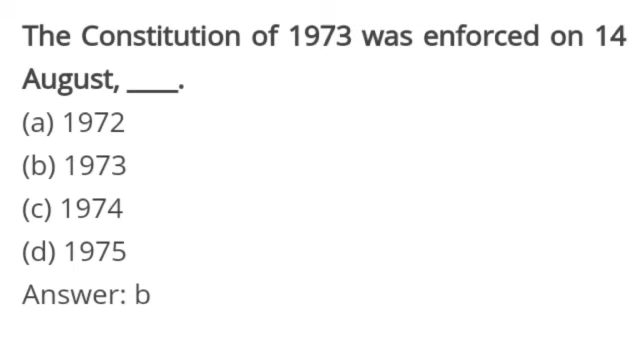 The Constitution of 1973 was enforced on 14
August, ____.
(a) 1972
(b) 1973
(c) 1974
(d) 1975
Answer: b